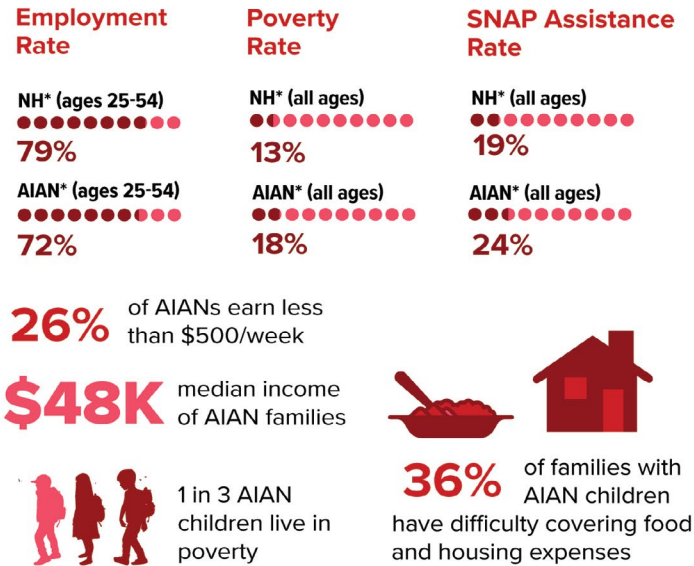 Employment
Rate
NH* (ages 25-54)
79%
AIAN* (ages 25-54)
72%
Poverty
Rate
NH* (all ages)
13%
AIAN* (all ages)
18%
SNAP Assistance
Rate
NH* (all ages)
19%
AIAN* (all ages)
24%
26% of AIANs earn less
than $500/week
$48K median income
of AIAN families
1 in 3 AIAN
children live in
poverty
36% of families with
AIAN children
have difficulty covering food
and housing expenses